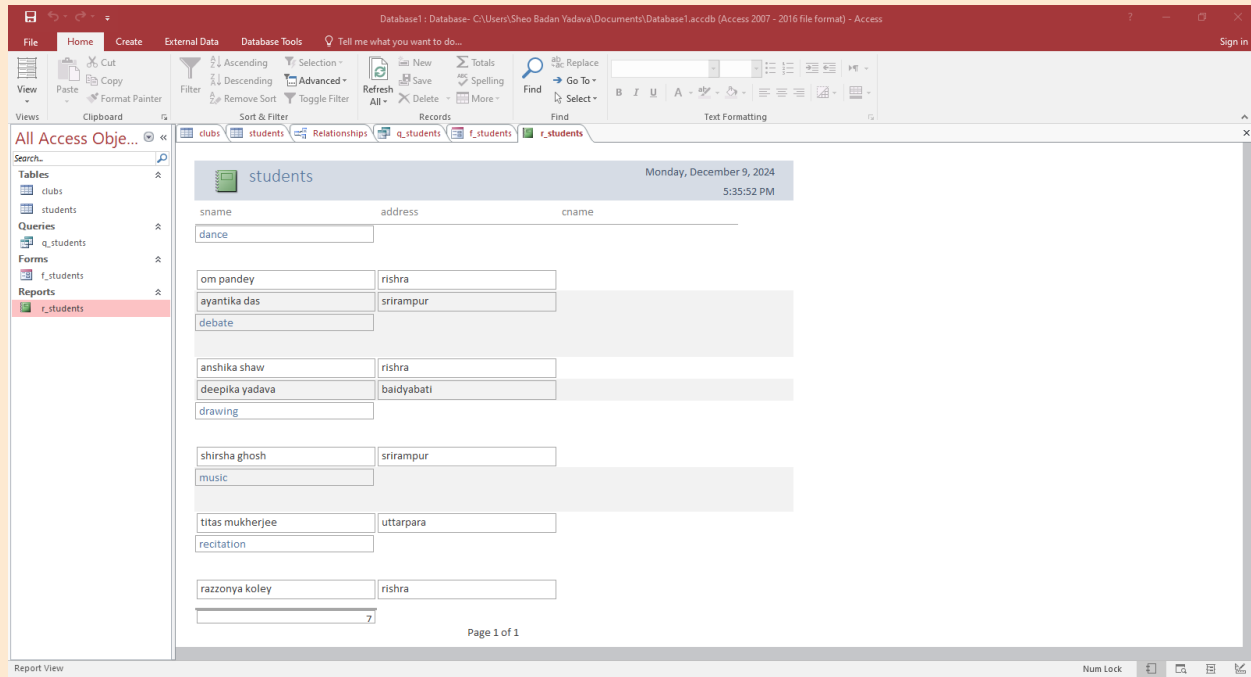 Database1 : Database- C:\Users\Sheo Badan Yadava\Documents\Database1.accdb (Access 2007 - 2016 file format) - Access
File Home Create External Data Database Tools Tell me what you want to do... Sign in
View Paste Cut Copy Format Painter
Filter Ascending Descending Remove Sort Selection Advanced Toggle Filter
Refresh All New Save Delete Totals Spelling More
Find Replace Go To Select
B I U A
Views Clipboard Sort & Filter Records Find Text Formatting
All Access Obje...
clubs students Relationships q_students f_students r_students
Search...
Tables
clubs
students
Queries
q_students
Forms
f_students
Reports
r_students
students Monday, December 9, 2024
5:35:52 PM
sname address cname
dance
om pandey rishra
ayantika das srirampur
debate
anshika shaw rishra
deepika yadava baidyabati
drawing
shirsha ghosh srirampur
music
titas mukherjee uttarpara
recitation
razzonya koley rishra
7
Page 1 of 1
Report View Num Lock